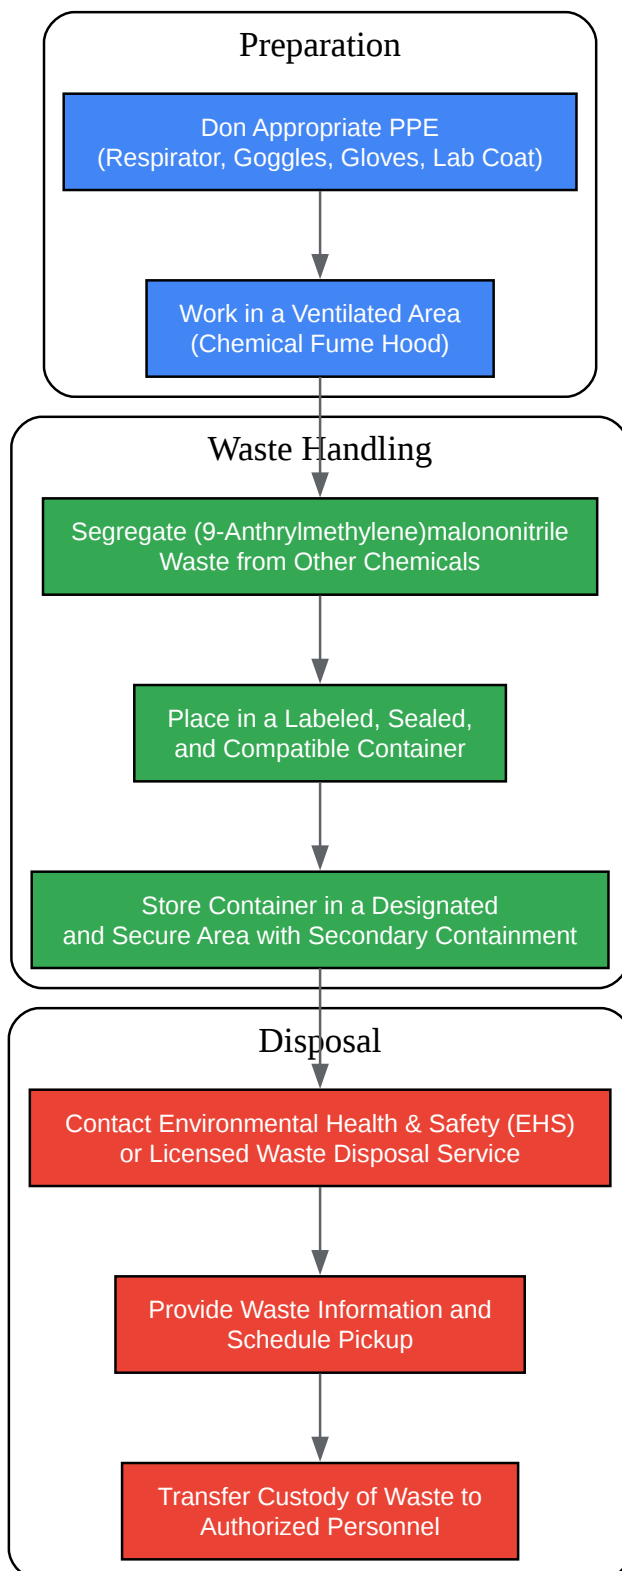 Preparation
Don Appropriate PPE
(Respirator, Goggles, Gloves, Lab Coat)
Work in a Ventilated Area
(Chemical Fume Hood)
Waste Handling
Segregate (9-Anthrylmethylene)malononitrile
Waste from Other Chemicals
Place in a Labeled, Sealed,
and Compatible Container
Store Container in a Designated
and Secure Area with Secondary Containment
Disposal
Contact Environmental Health & Safety (EHS)
or Licensed Waste Disposal Service
Provide Waste Information and
Schedule Pickup
Transfer Custody of Waste to
Authorized Personnel